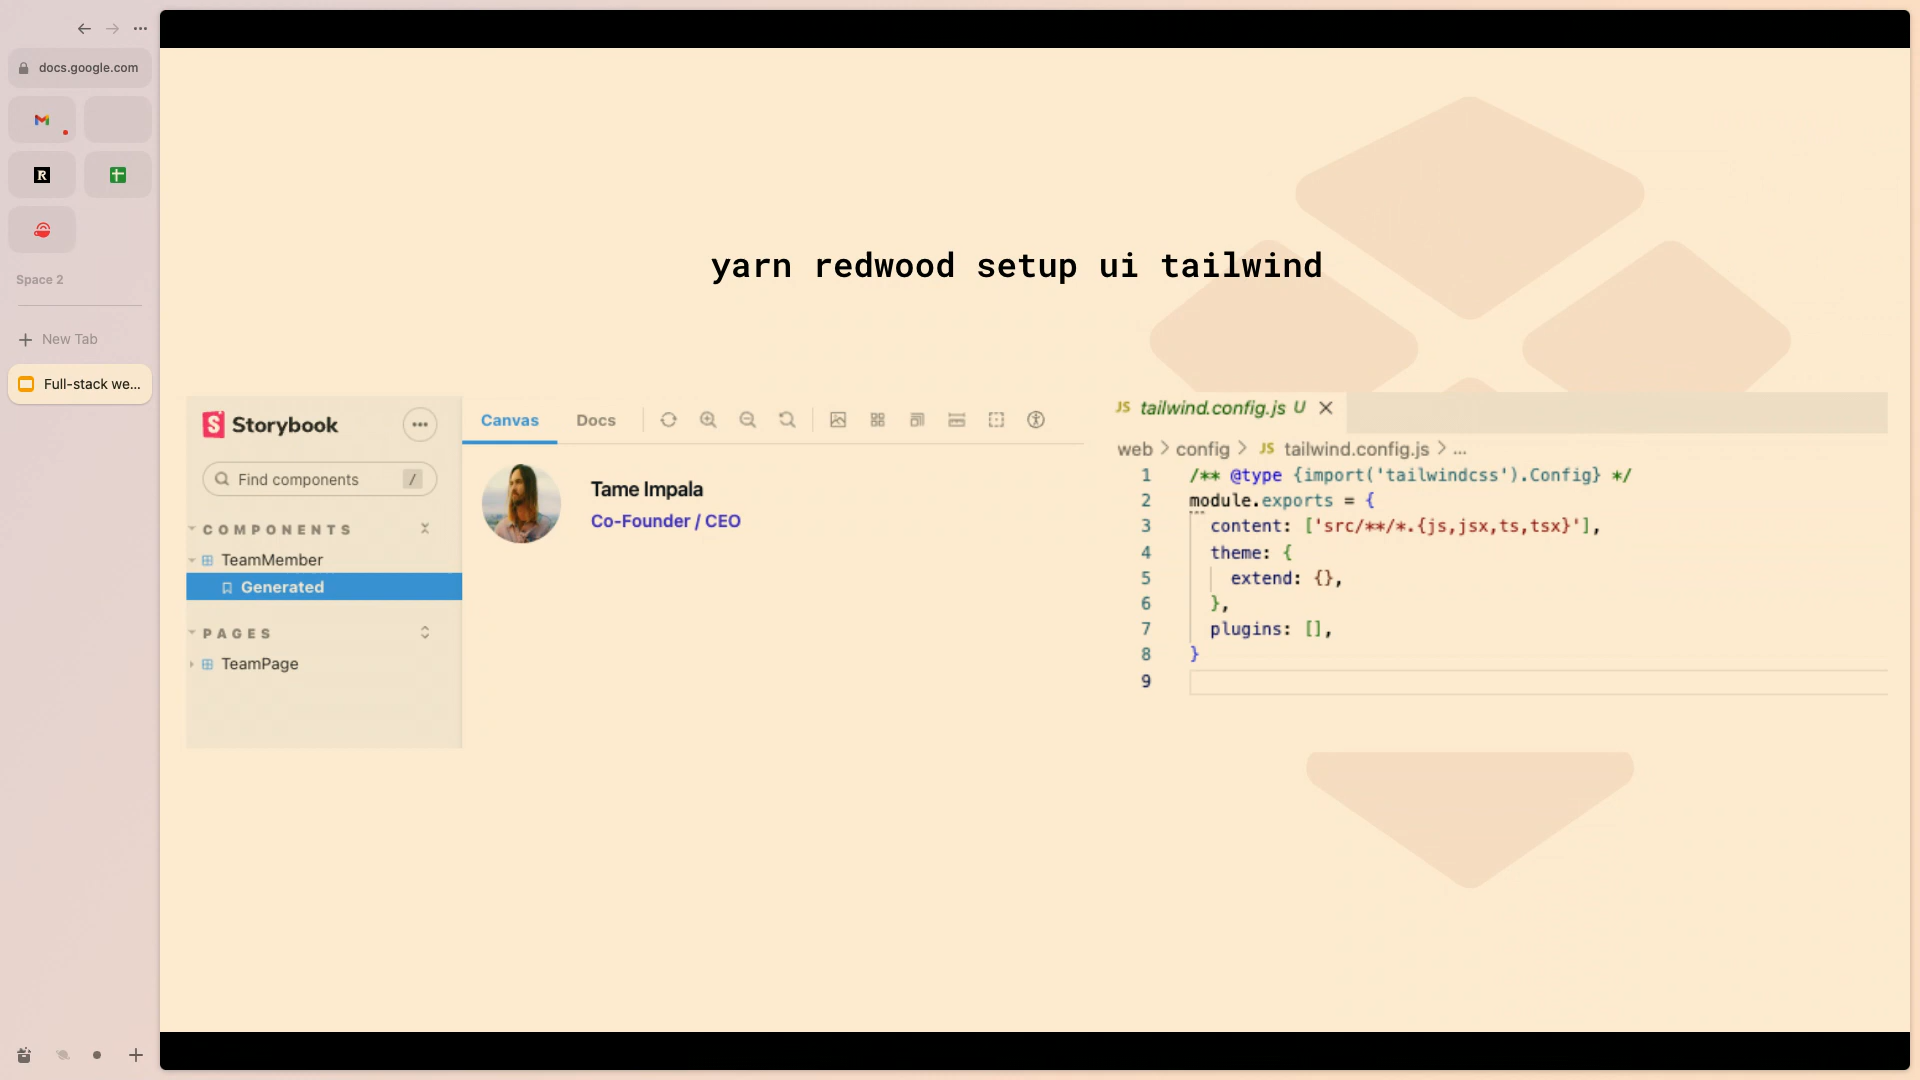 docs.google.com
R
Space 2
New Tab
Full-stack we...
yarn redwood setup ui tailwind
S Storybook
Find components /
COMPONENTS
TeamMember
Generated
PAGES
TeamPage
Canvas Docs
Tame Impala
Co-Founder / CEO
JS tailwind.config.js U
web > config > JS tailwind.config.js > ...
1 /** @type {import('tailwindcss').Config} */
2 module.exports = {
3 content: ['src/**/*.{js,jsx,ts,tsx}'],
4 theme: {
5 extend: {},
6 },
7 plugins: [],
8 }
9